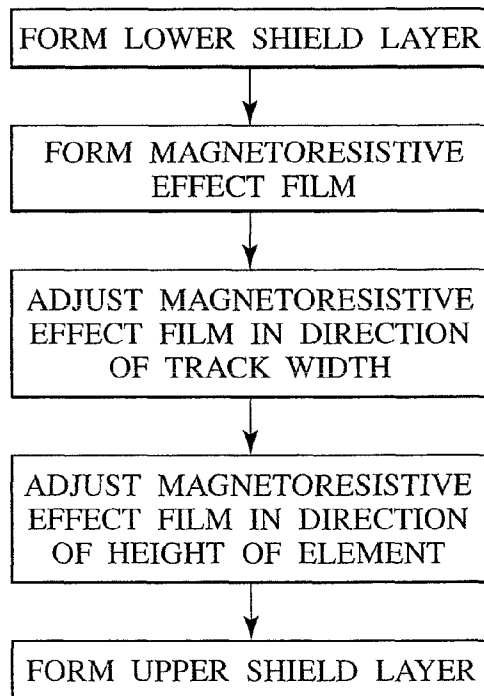 FORM LOWER SHIELD LAYER
FORM MAGNETORESISTIVE
EFFECT FILM
ADJUST MAGNETORESISTIVE
EFFECT FILM IN DIRECTION
OF TRACK WIDTH
ADJUST MAGNETORESISTIVE
EFFECT FILM IN DIRECTION
OF HEIGHT OF ELEMENT
FORM UPPER SHIELD LAYER